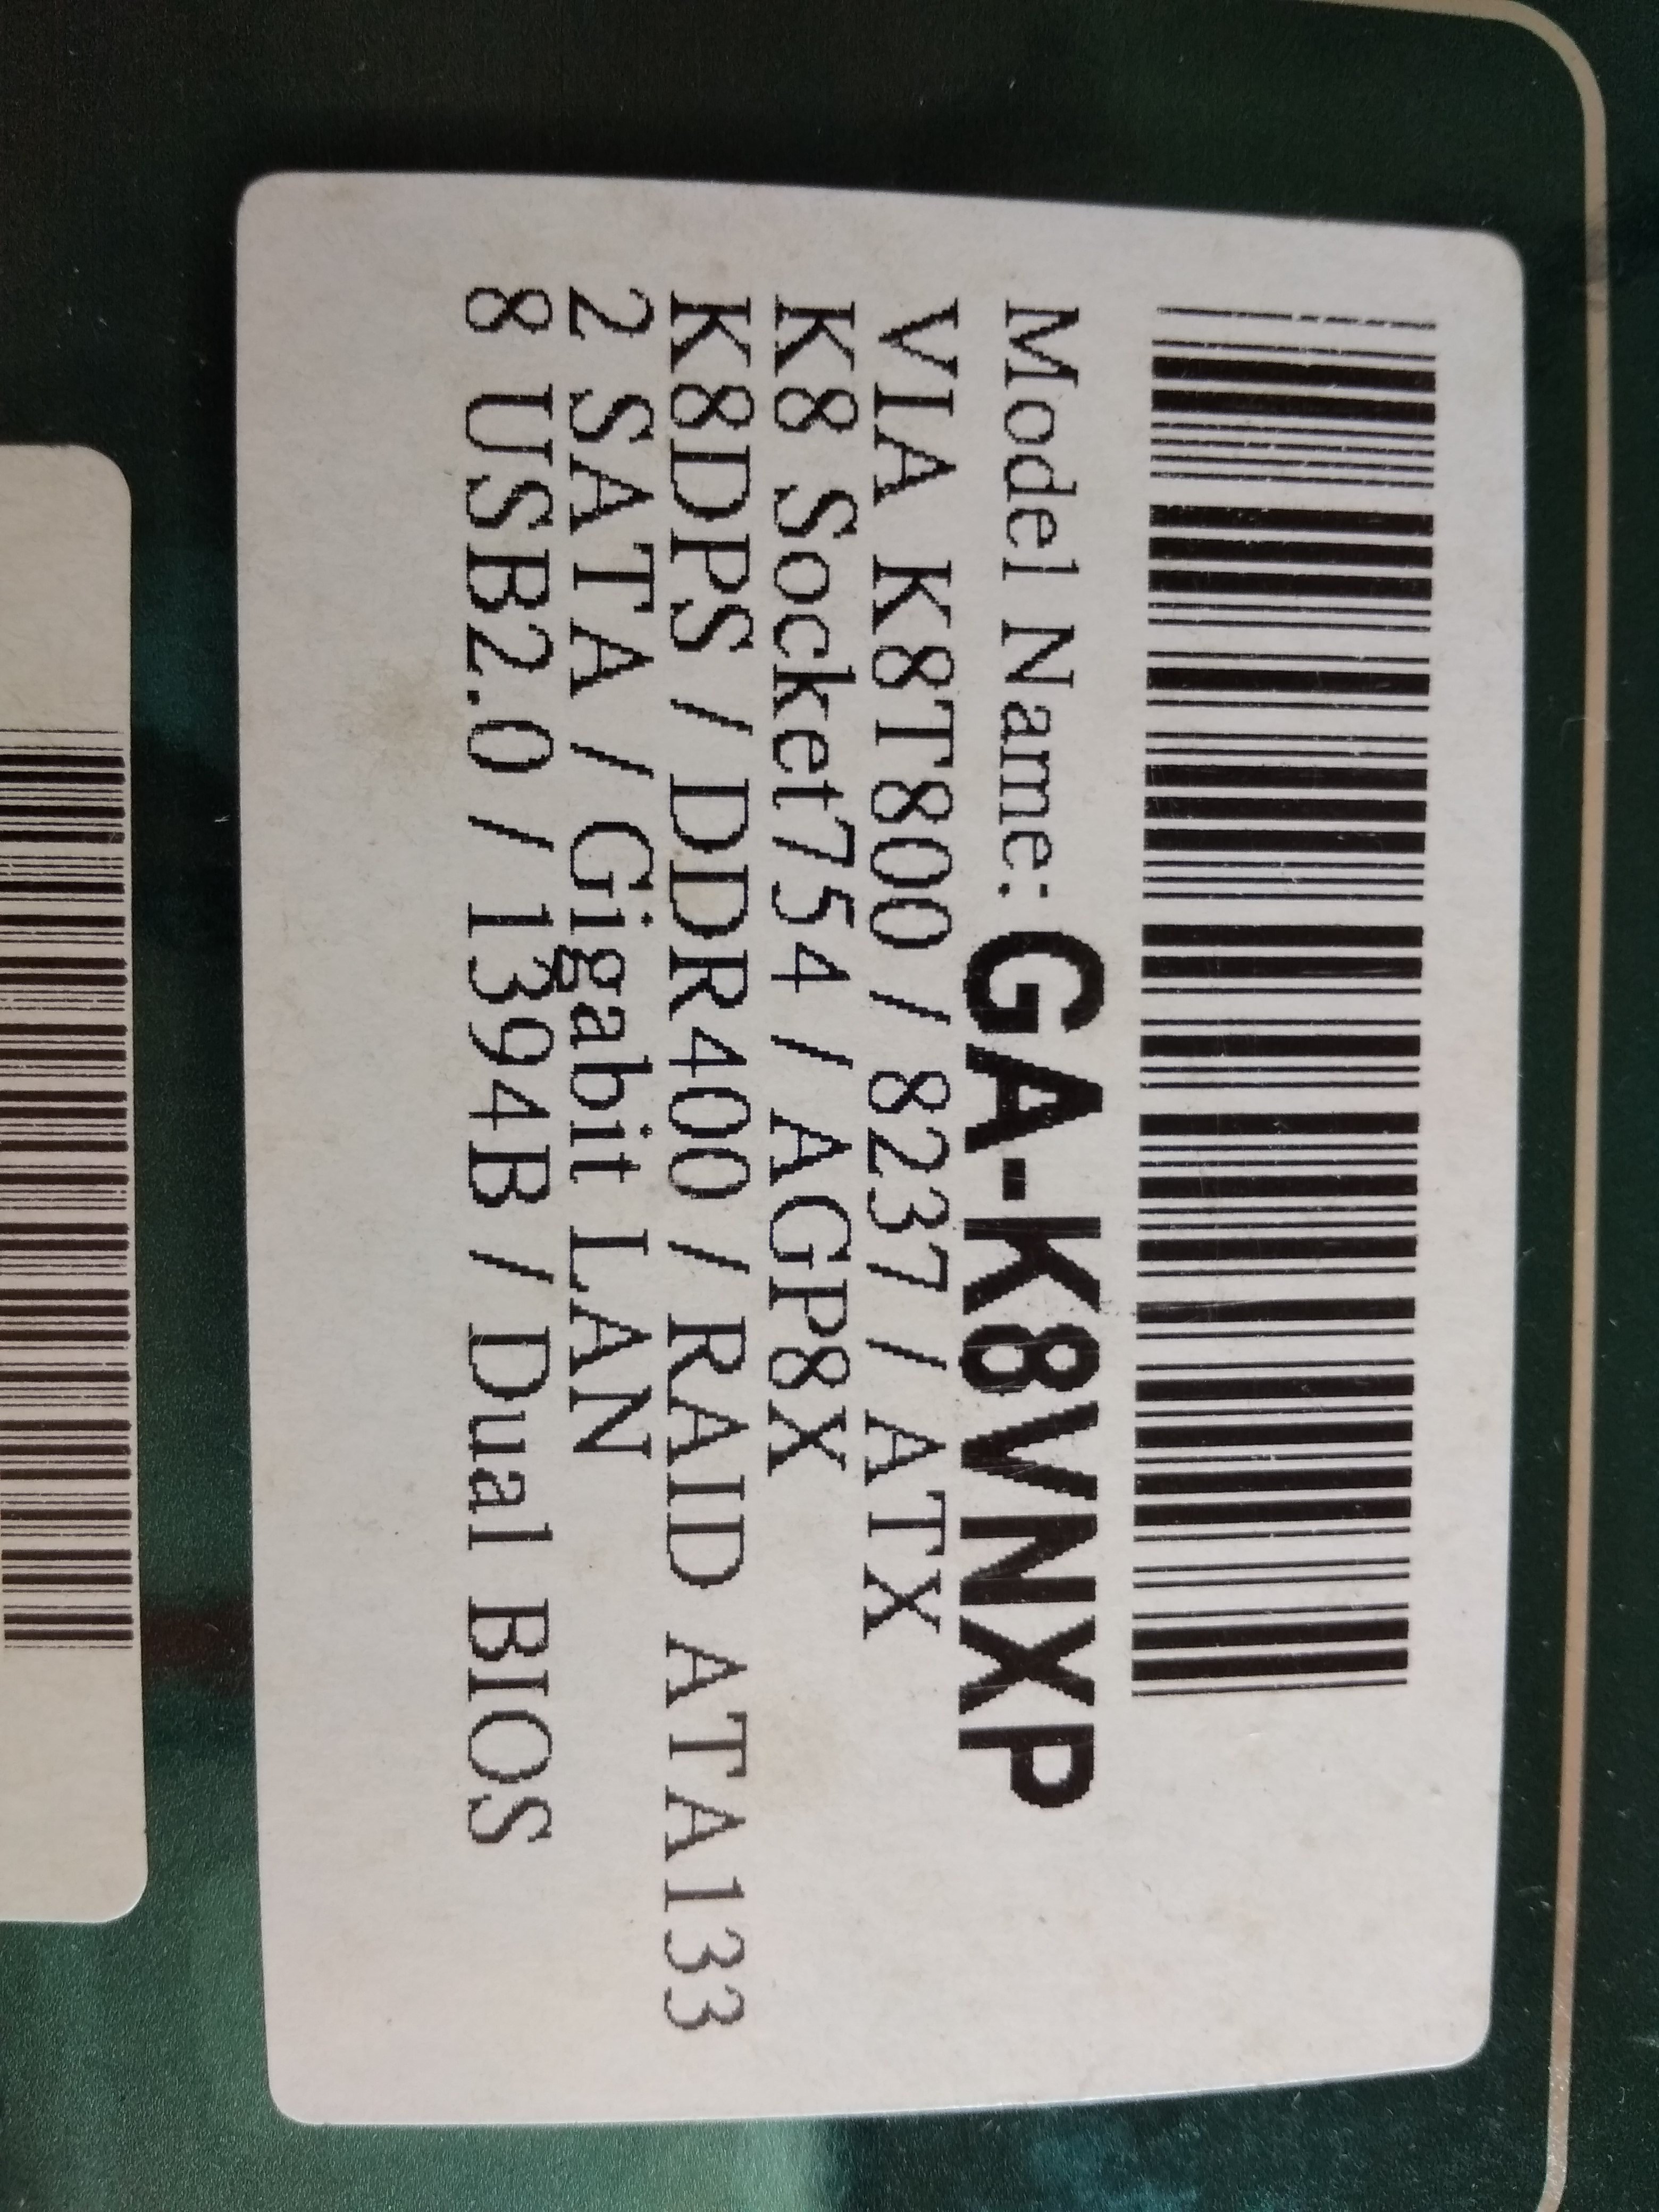 Model Name: GA-K8VNXP
VIA K8T800 / 8237 / ATX
K8 Socket754 / AGP8X
K8DPS / DDR400 / RAID ATA133
2 SATA / Gigabit LAN
8 USB2.0 / 1394B / Dual BIOS